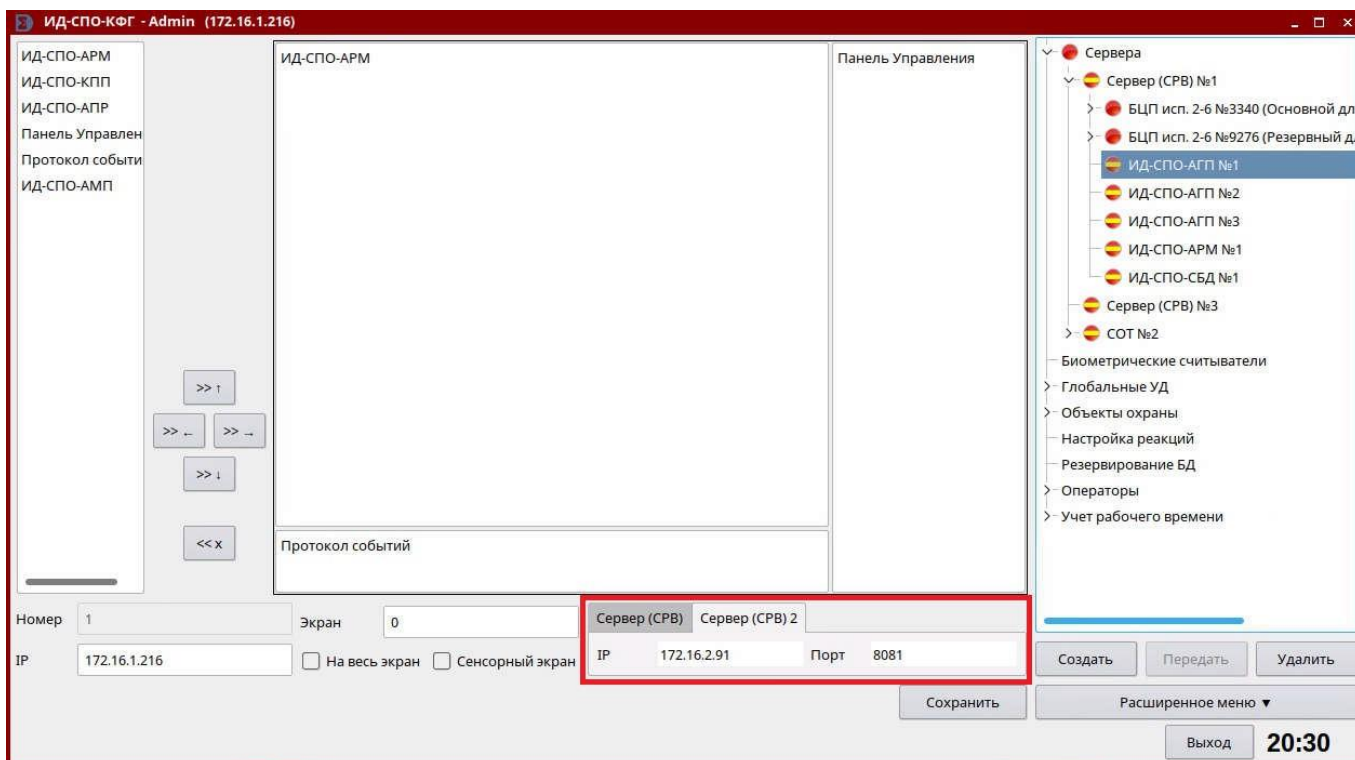 ИД-СПО-КФГ - Admin (172.16.1.216)
ИД-СПО-АРМ
ИД-СПО-КПП
ИД-СПО-АПР
Панель Управлен
Протокол событи
ИД-СПО-АМП
>> ↑
>> ←
>> →
>> ↓
<< x
ИД-СПО-АРМ
Панель Управления
Протокол событий
Сервера
Сервер (СРВ) №1
БЦП исп. 2-6 №3340 (Основной дл
БЦП исп. 2-6 №9276 (Резервный д
ИД-СПО-АГП №1
ИД-СПО-АГП №2
ИД-СПО-АГП №3
ИД-СПО-АРМ №1
ИД-СПО-СБД №1
Сервер (СРВ) №3
СОТ №2
Биометрические считыватели
Глобальные УД
Объекты охраны
Настройка реакций
Резервирование БД
Операторы
Учет рабочего времени
Номер 1
Экран 0
Сервер (СРВ) Сервер (СРВ) 2
IP 172.16.1.216
На весь экран Сенсорный экран
IP 172.16.2.91 Порт 8081
Создать Передать Удалить
Сохранить
Расширенное меню ▼
Выход 20:30